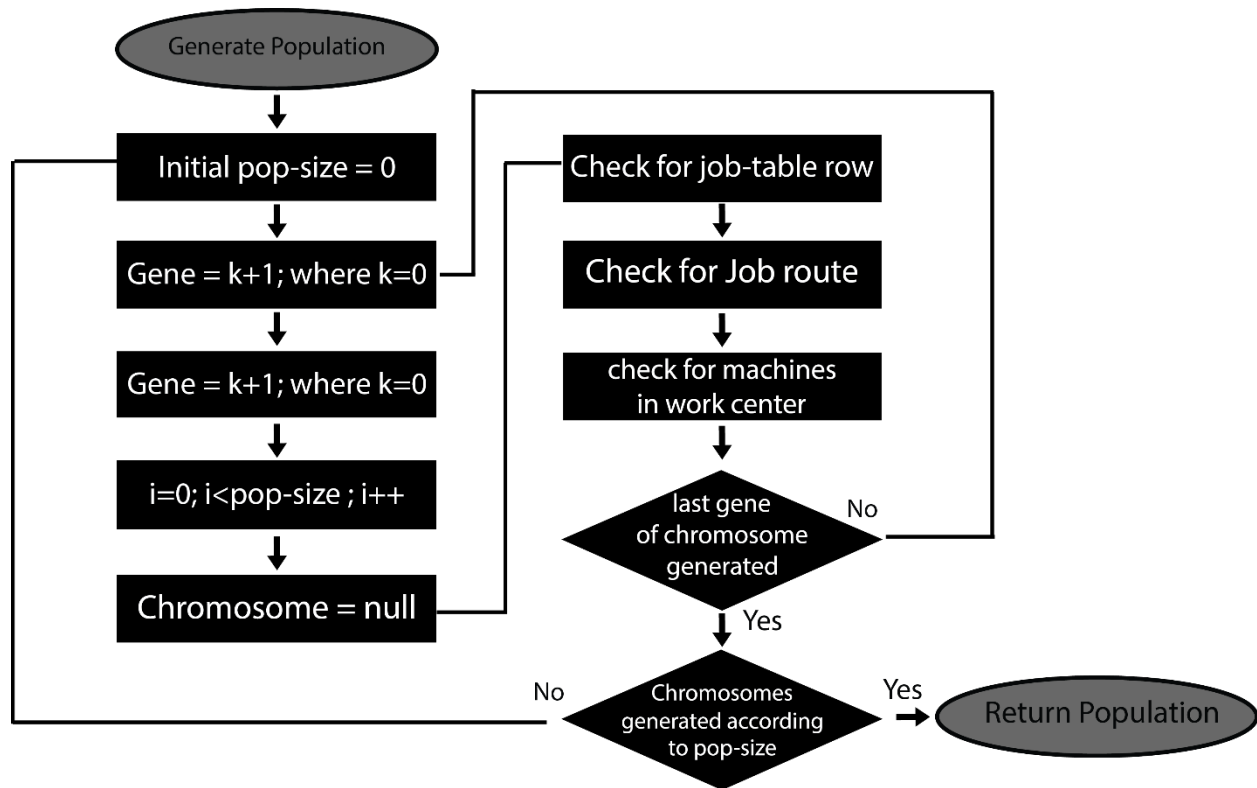 Generate Population
Initial pop-size = 0
Gene = k+1; where k=0
Gene = k+1; where k=0
i=0; i<pop-size ; i++
Chromosome = null
Check for job-table row
Check for Job route
check for machines
in work center
last gene
of chromosome
generated
No
Yes
Chromosomes
generated according
to pop-size
No
Yes
Return Population